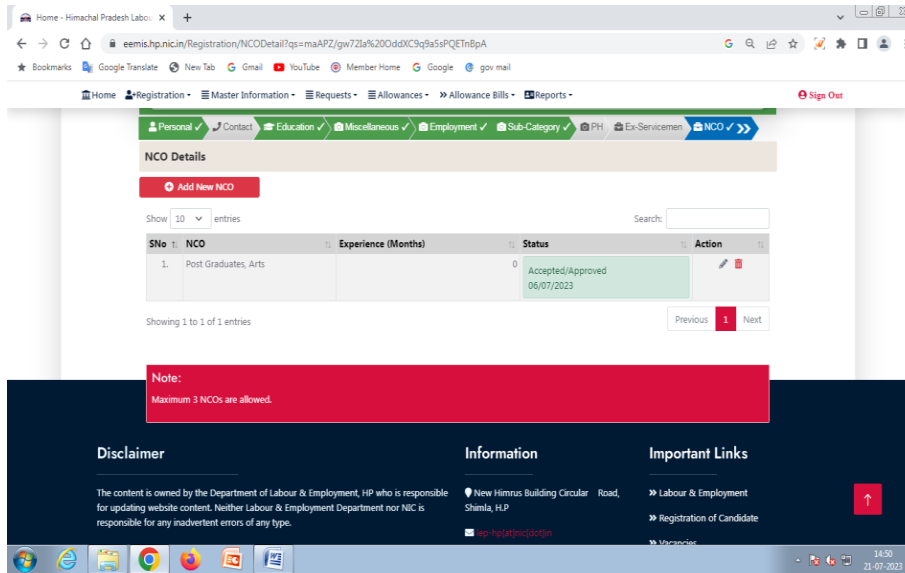 Home - Himachal Pradesh Labou
eemis.hp.nic.in/Registration/NCODetail?qs=maAPZ/gw72Ia%20OddXC9q9a5sPQETnBpA
Bookmarks Google Translate New Tab Gmail YouTube Member Home Google gov mail
Home Registration Master Information Requests Allowances Allowance Bills Reports Sign Out
Personal Contact Education Miscellaneous Employment Sub-Category PH Ex-Servicemen NCO
NCO Details
Add New NCO
Show 10 entries Search:
SNo NCO Experience (Months) Status Action
1. Post Graduates, Arts 0 Accepted/Approved
06/07/2023
Showing 1 to 1 of 1 entries Previous 1 Next
Note:
Maximum 3 NCOs are allowed.
Disclaimer
The content is owned by the Department of Labour & Employment, HP who is responsible
for updating website content. Neither Labour & Employment Department nor NIC is
responsible for any inadvertent errors of any type.
Information
New Himrus Building Circular Road,
Shimla, H.P
lep-hp[at]nic[dot]in
Important Links
Labour & Employment
Registration of Candidate
Vacancies
14:50
21-07-2023